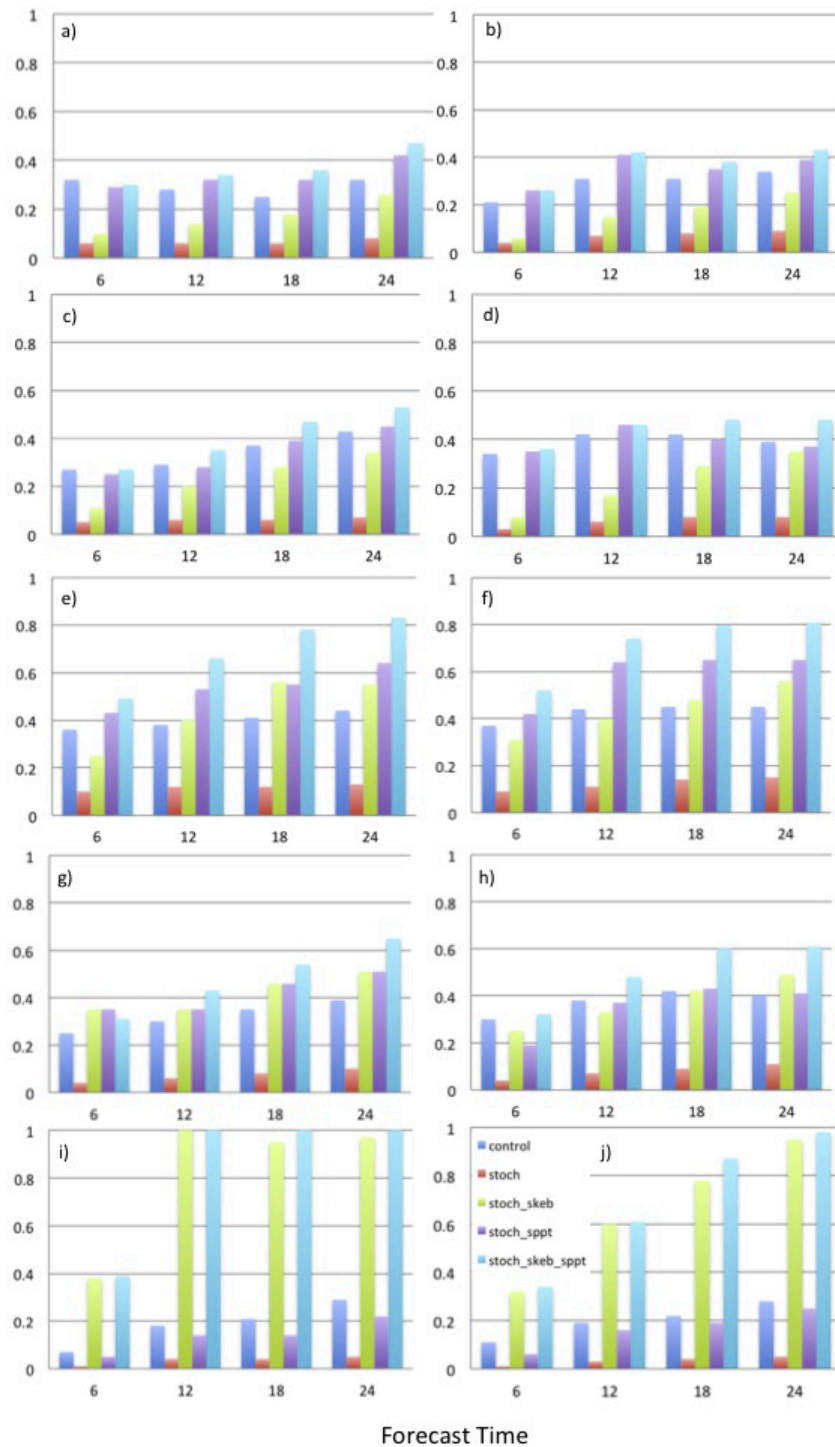 1 a) 1 b)
0.8 0.8
0.6 0.6
0.4 0.4
0.2 0.2
0 0
6 12 18 24 6 12 18 24
1 c) 1 d)
0.8 0.8
0.6 0.6
0.4 0.4
0.2 0.2
0 0
6 12 18 24 6 12 18 24
1 e) 1 f)
0.8 0.8
0.6 0.6
0.4 0.4
0.2 0.2
0 0
6 12 18 24 6 12 18 24
1 g) 1 h)
0.8 0.8
0.6 0.6
0.4 0.4
0.2 0.2
0 0
6 12 18 24 6 12 18 24
1 i) 1 control j)
0.8 0.8 stoch
stoch_skeb
0.6 0.6 stoch_sppt
stoch_skeb_sppt
0.4 0.4
0.2 0.2
0 0
6 12 18 24 6 12 18 24
Forecast Time